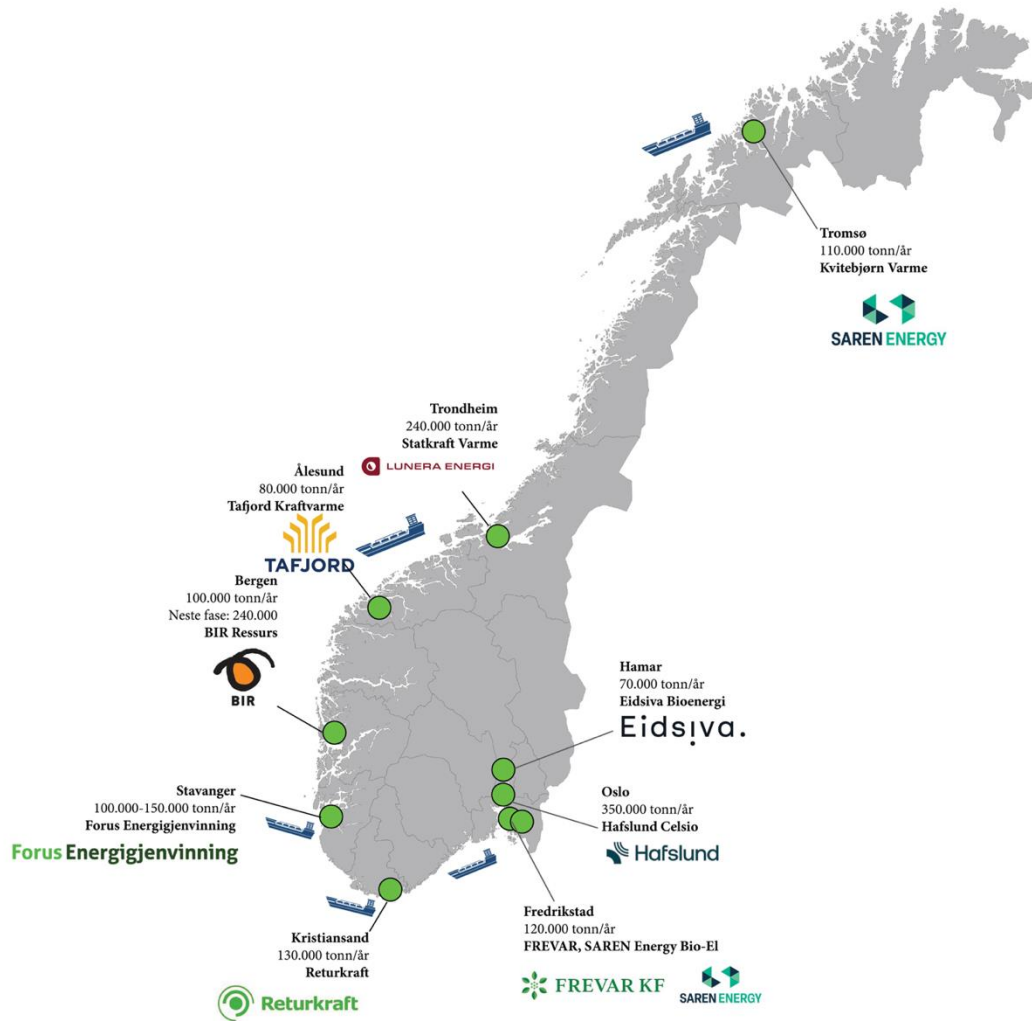 Tromsø
110.000 tonn/år
Kvitebjørn Varme
SAREN ENERGY
Trondheim
240.000 tonn/år
Statkraft Varme
LUNERA ENERGI
Ålesund
80.000 tonn/år
Tafjord Kraftvarme
TAFJORD
Bergen
100.000 tonn/år
Neste fase: 240.000
BIR Ressurs
BIR
Hamar
70.000 tonn/år
Eidsiva Bioenergi
Eidsiva.
Stavanger
100.000-150.000 tonn/år
Forus Energigjenvinning
Forus Energigjenvinning
Oslo
350.000 tonn/år
Hafslund Celsio
Hafslund
Kristiansand
130.000 tonn/år
Returkraft
Returkraft
Fredrikstad
120.000 tonn/år
FREVAR, SAREN Energy Bio-El
FREVAR KF
SAREN ENERGY